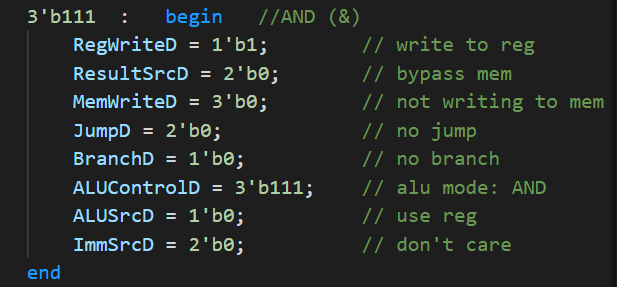 3'b111  :   begin   //AND (&)
    RegWriteD = 1'b1;        // write to reg
    ResultSrcD = 2'b0;       // bypass mem
    MemWriteD = 3'b0;        // not writing to mem
    JumpD = 2'b0;            // no jump
    BranchD = 1'b0;          // no branch
    ALUControlD = 3'b111;    // alu mode: AND
    ALUSrcD = 1'b0;          // use reg
    ImmSrcD = 2'b0;          // don't care
end